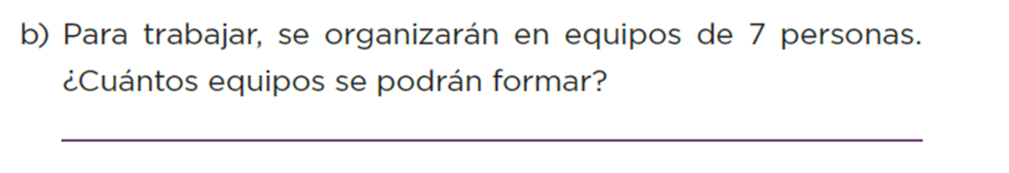 b) Para trabajar, se organizarán en equipos de 7 personas.
¿Cuántos equipos se podrán formar?